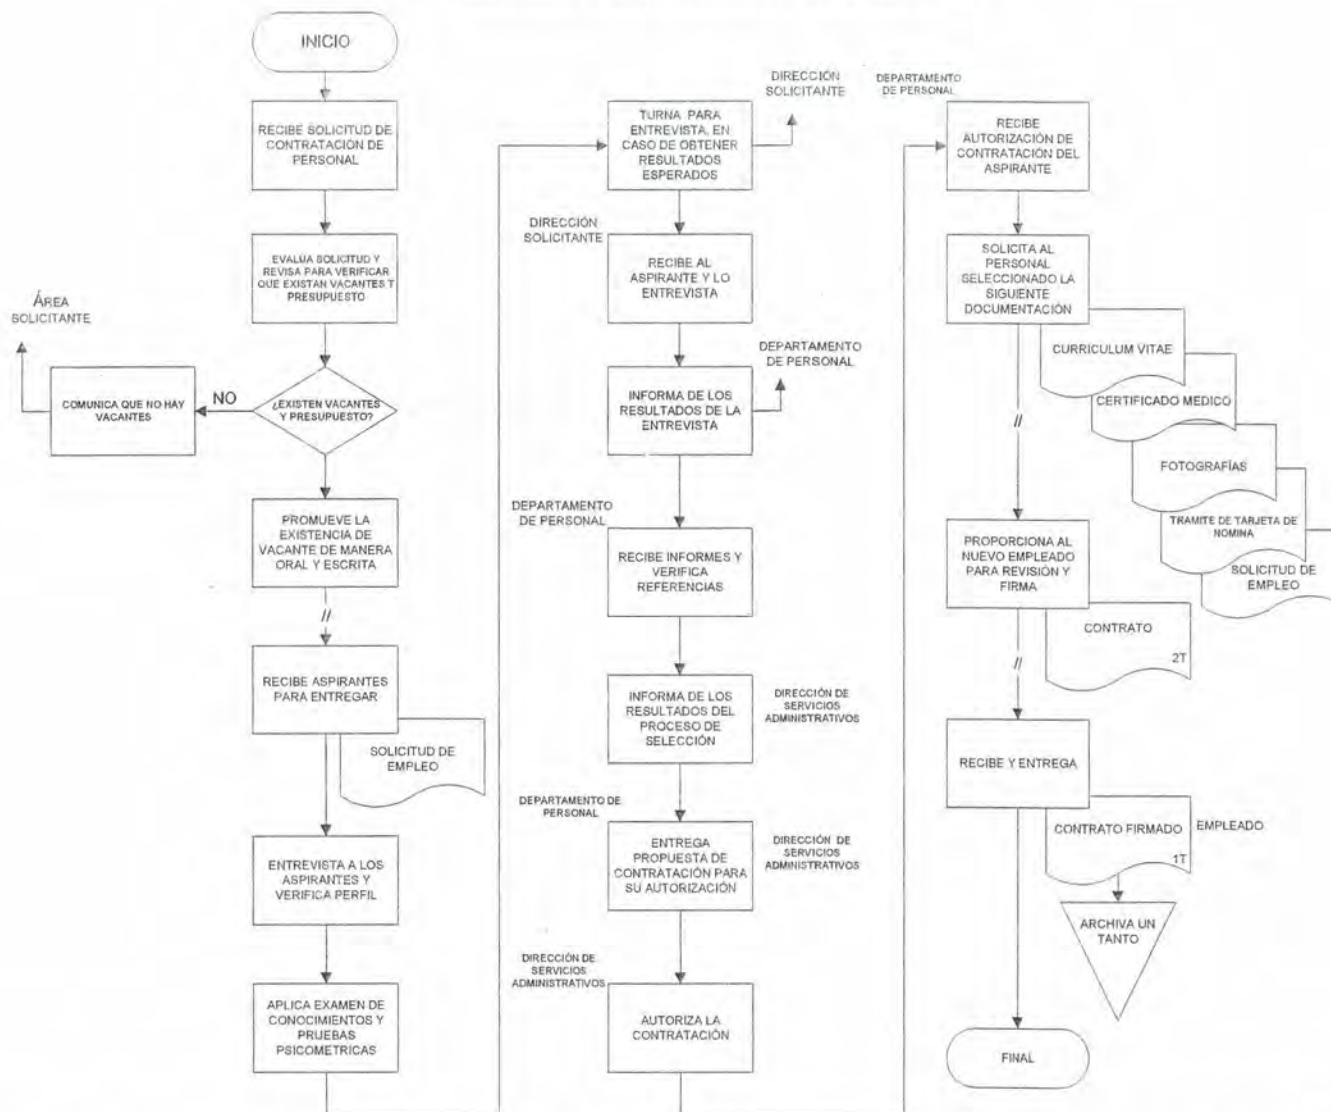 INICIO
RECIBE SOLICITUD DE
CONTRATACIÓN DE
PERSONAL
EVALUA SOLICITUD Y
REVISA PARA VERIFICAR
QUE EXISTAN VACANTES T
PRESUPUESTO
ÁREA
SOLICITANTE
COMUNICA QUE NO HAY
VACANTES
NO
¿EXISTEN VACANTES
Y PRESUPUESTO?
PROMUEVE LA
EXISTENCIA DE
VACANTE DE MANERA
ORAL Y ESCRITA
//
RECIBE ASPIRANTES
PARA ENTREGAR
SOLICITUD DE
EMPLEO
ENTREVISTA A LOS
ASPIRANTES Y
VERIFICA PERFIL
APLICA EXAMEN DE
CONOCIMIENTOS Y
PRUEBAS
PSICOMETRICAS
TURNA PARA
ENTREVISTA, EN
CASO DE OBTENER
RESULTADOS
ESPERADOS
DIRECCIÓN
SOLICITANTE
DIRECCIÓN
SOLICITANTE
RECIBE AL
ASPIRANTE Y LO
ENTREVISTA
DEPARTAMENTO
DE PERSONAL
INFORMA DE LOS
RESULTADOS DE LA
ENTREVISTA
DEPARTAMENTO
DE PERSONAL
RECIBE INFORMES Y
VERIFICA
REFERENCIAS
INFORMA DE LOS
RESULTADOS DEL
PROCESO DE
SELECCIÓN
DIRECCIÓN DE
SERVICIOS
ADMINISTRATIVOS
DEPARTAMENTO DE
PERSONAL
ENTREGA
PROPUESTA DE
CONTRATACIÓN PARA
SU AUTORIZACIÓN
DIRECCIÓN DE
SERVICIOS
ADMINISTRATIVOS
DIRECCIÓN DE
SERVICIOS
ADMINISTRATIVOS
AUTORIZA LA
CONTRATACIÓN
DEPARTAMENTO
DE PERSONAL
RECIBE
AUTORIZACIÓN DE
CONTRATACIÓN DEL
ASPIRANTE
SOLICITA AL
PERSONAL
SELECCIONADO LA
SIGUIENTE
DOCUMENTACIÓN
CURRICULUM VITAE
CERTIFICADO MEDICO
FOTOGRAFÍAS
TRAMITE DE TARJETA DE
NOMINA
SOLICITUD DE
EMPLEO
//
PROPORCIONA AL
NUEVO EMPLEADO
PARA REVISIÓN Y
FIRMA
CONTRATO
2T
//
RECIBE Y ENTREGA
CONTRATO FIRMADO
1T
EMPLEADO
ARCHIVA UN
TANTO
FINAL